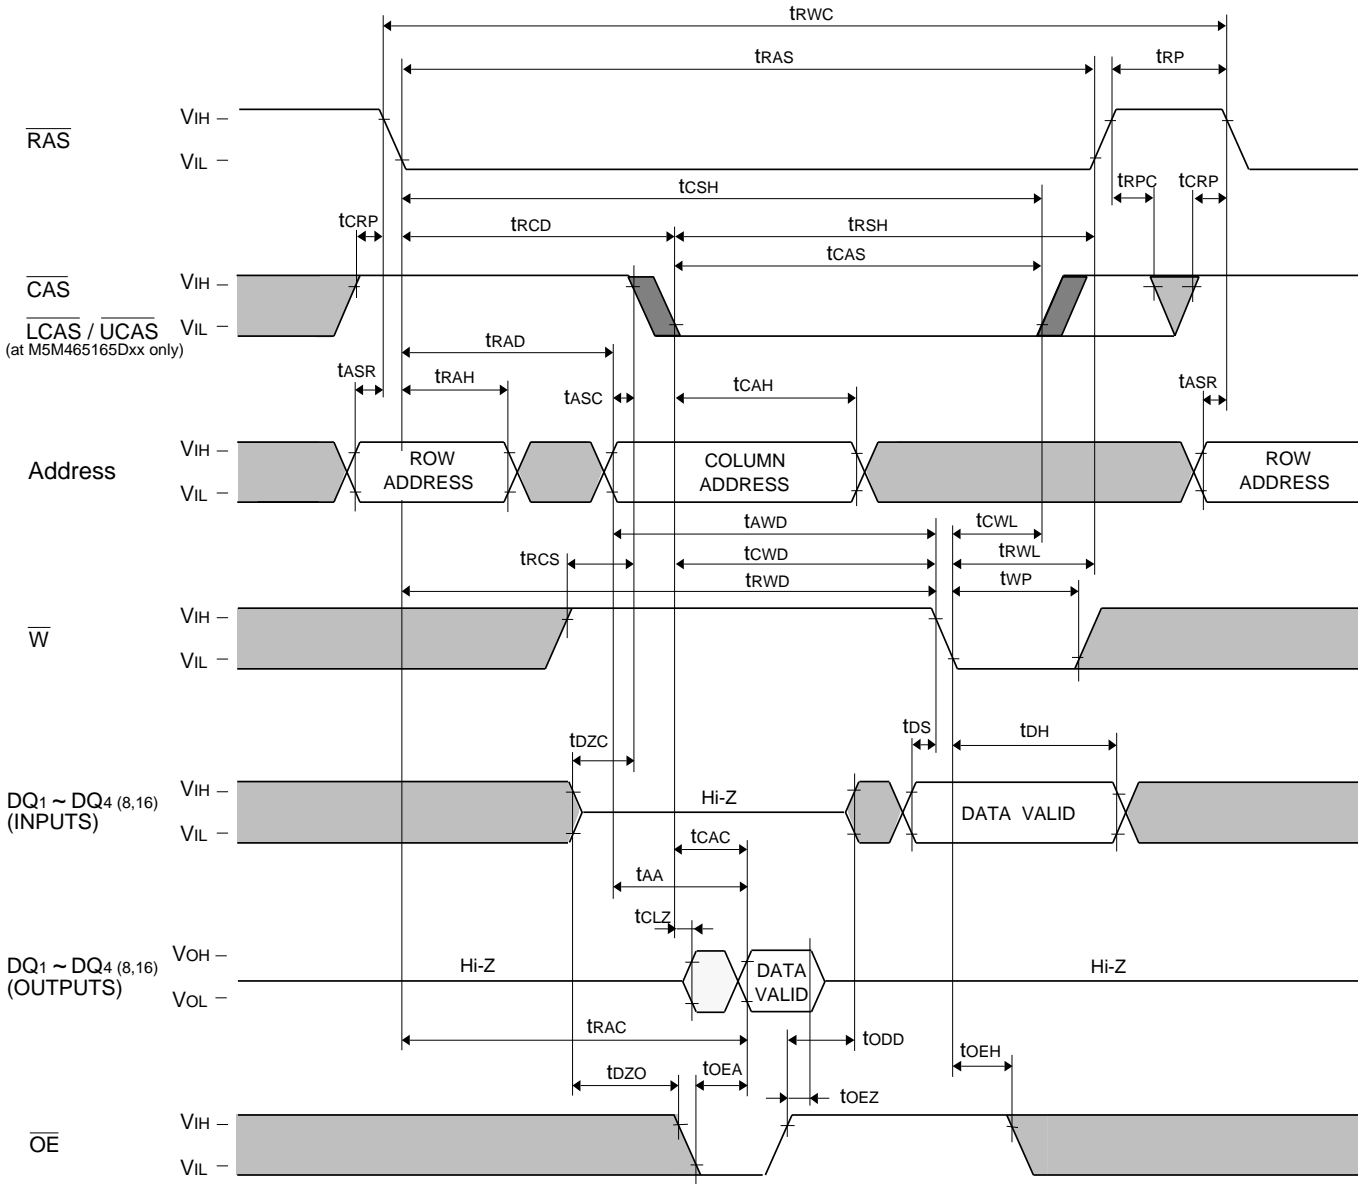 tRWC
tRAS
tRP
RAS
VIH
VIL
tCSH
tRPC
tCRP
tCRP
tRCD
tRSH
tCAS
CAS
VIH
LCAS / UCAS
VIL
(at M5M465165Dxx only)
tRAD
tASR
tRAH
tASC
tCAH
tASR
Address
VIH
VIL
ROW
ADDRESS
COLUMN
ADDRESS
ROW
ADDRESS
tAWD
tCWL
tRCS
tCWD
tRWL
tRWD
tWP
W
VIH
VIL
tDS
tDH
tDZC
DQ1 ~ DQ4 (8,16)
(INPUTS)
VIH
VIL
Hi-Z
DATA VALID
tCAC
tAA
tCLZ
DQ1 ~ DQ4 (8,16)
(OUTPUTS)
VOH
VOL
Hi-Z
DATA
VALID
Hi-Z
tRAC
tODD
tOEH
tDZO
tOEA
tOEZ
OE
VIH
VIL